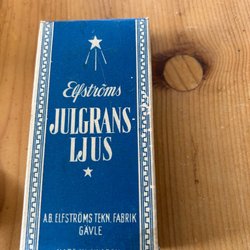 Elfströms
JULGRANS-
LJUS
A.B. ELFSTRÖMS TEKN. FABRIK
GÄVLE